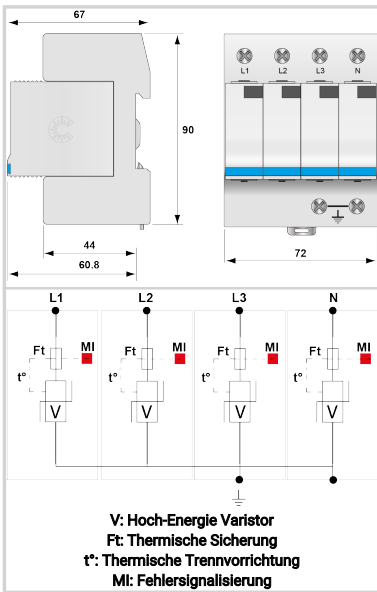 67
L1 L2 L3 N
90
44
60.8
72
L1 L2 L3 N
Ft MI Ft MI Ft MI Ft MI
t° t° t° t°
V V V V
V: Hoch-Energie Varistor
Ft: Thermische Sicherung
t°: Thermische Trennvorrichtung
MI: Fehlersignalisierung